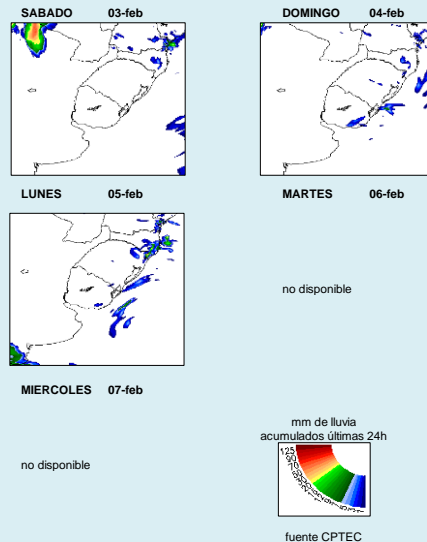 SABADO 03-feb
DOMINGO 04-feb
LUNES 05-feb
MARTES 06-feb
no disponible
MIERCOLES 07-feb
no disponible
mm de lluvia
acumulados últimas 24h
125
fuente CPTEC